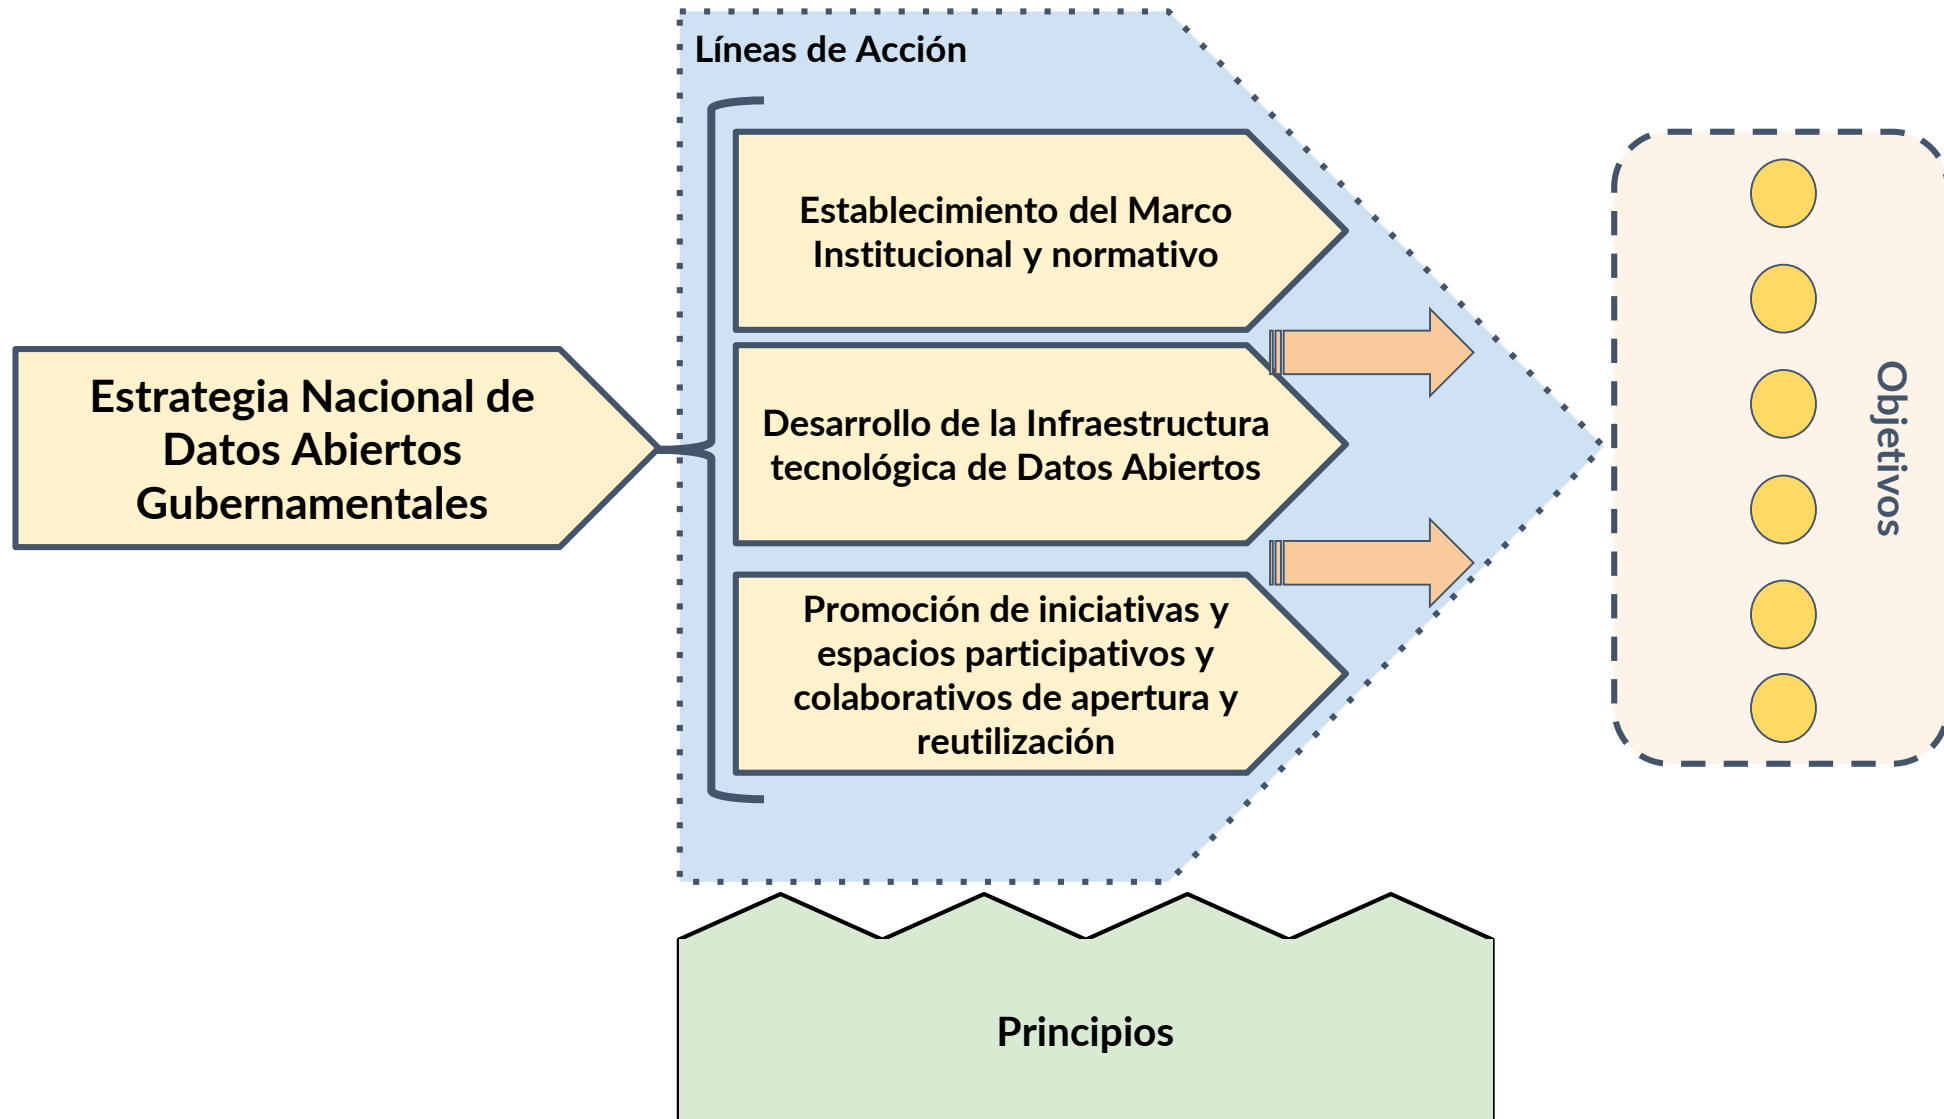 Líneas de Acción
Establecimiento del Marco
Institucional y normativo
Estrategia Nacional de
Datos Abiertos
Gubernamentales
Desarrollo de la Infraestructura
tecnológica de Datos Abiertos
Promoción de iniciativas y
espacios participativos y
colaborativos de apertura y
reutilización
Objetivos
Principios